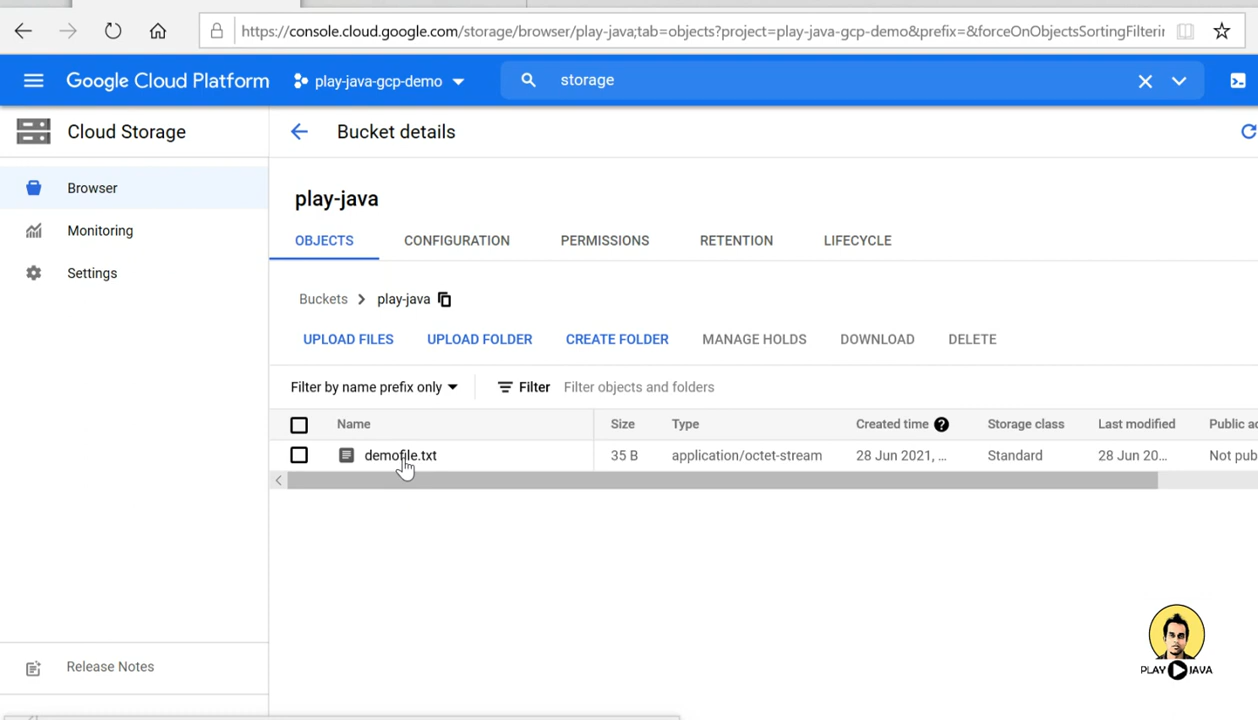 https://console.cloud.google.com/storage/browser/play-java;tab=objects?project=play-java-gcp-demo&prefix=&forceOnObjectsSortingFilterin
Google Cloud Platform play-java-gcp-demo storage
Cloud Storage
Bucket details
Browser
Monitoring
Settings
play-java
OBJECTS CONFIGURATION PERMISSIONS RETENTION LIFECYCLE
Buckets > play-java
UPLOAD FILES UPLOAD FOLDER CREATE FOLDER MANAGE HOLDS DOWNLOAD DELETE
Filter by name prefix only Filter Filter objects and folders
Name Size Type Created time Storage class Last modified Public ac
demofile.txt 35 B application/octet-stream 28 Jun 2021, ... Standard 28 Jun 20... Not pub
Release Notes
PLAY JAVA